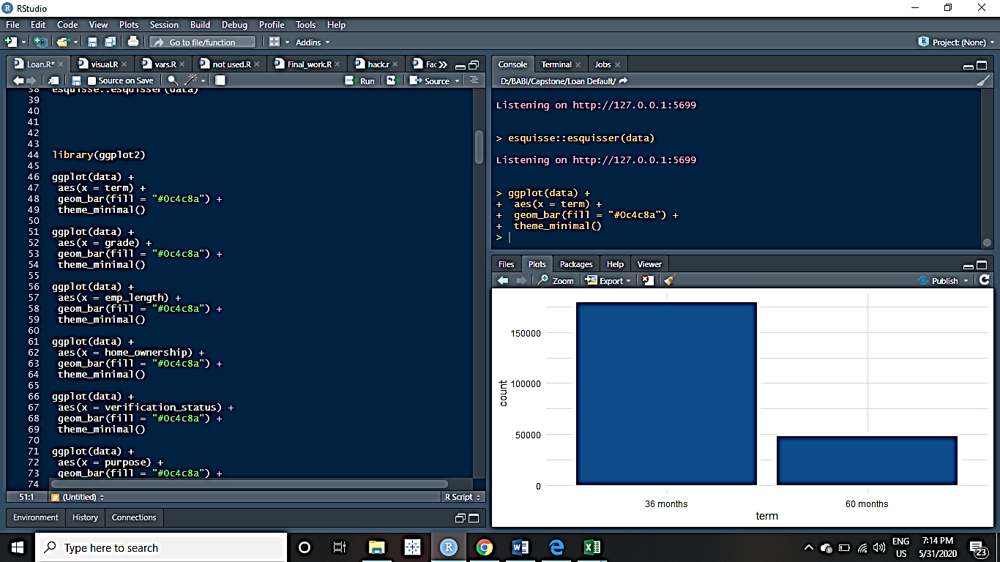 RStudio
File Edit Code View Plots Session Build Debug Profile Tools Help
Go to file/function Addins Project: (None)
Loan.R* visual.R vars.R not used.R Final_work.R hack.r Fac
Source on Save Run Source
38 esquisse::esquisser(data)
39
40
41
42
43
44 library(ggplot2)
45
46 ggplot(data) +
47 aes(x = term) +
48 geom_bar(fill = "#0c4c8a") +
49 theme_minimal()
50
51 ggplot(data) +
52 aes(x = grade) +
53 geom_bar(fill = "#0c4c8a") +
54 theme_minimal()
55
56 ggplot(data) +
57 aes(x = emp_length) +
58 geom_bar(fill = "#0c4c8a") +
59 theme_minimal()
60
61 ggplot(data) +
62 aes(x = home_ownership) +
63 geom_bar(fill = "#0c4c8a") +
64 theme_minimal()
65
66 ggplot(data) +
67 aes(x = verification_status) +
68 geom_bar(fill = "#0c4c8a") +
69 theme_minimal()
70
71 ggplot(data) +
72 aes(x = purpose) +
73 geom_bar(fill = "#0c4c8a") +
74
51:1 # (Untitled) R Script
Environment History Connections
Console Terminal Jobs
D:/BABI/Capstone/Loan Default/
Listening on http://127.0.0.1:5699
> esquisse::esquisser(data)
Listening on http://127.0.0.1:5699
> ggplot(data) +
+ aes(x = term) +
+ geom_bar(fill = "#0c4c8a") +
+ theme_minimal()
>
Files Plots Packages Help Viewer
Zoom Export Publish
150000
100000
50000
0
count
36 months 60 months
term
Type here to search
ENG
US
7:14 PM
5/31/2020
23